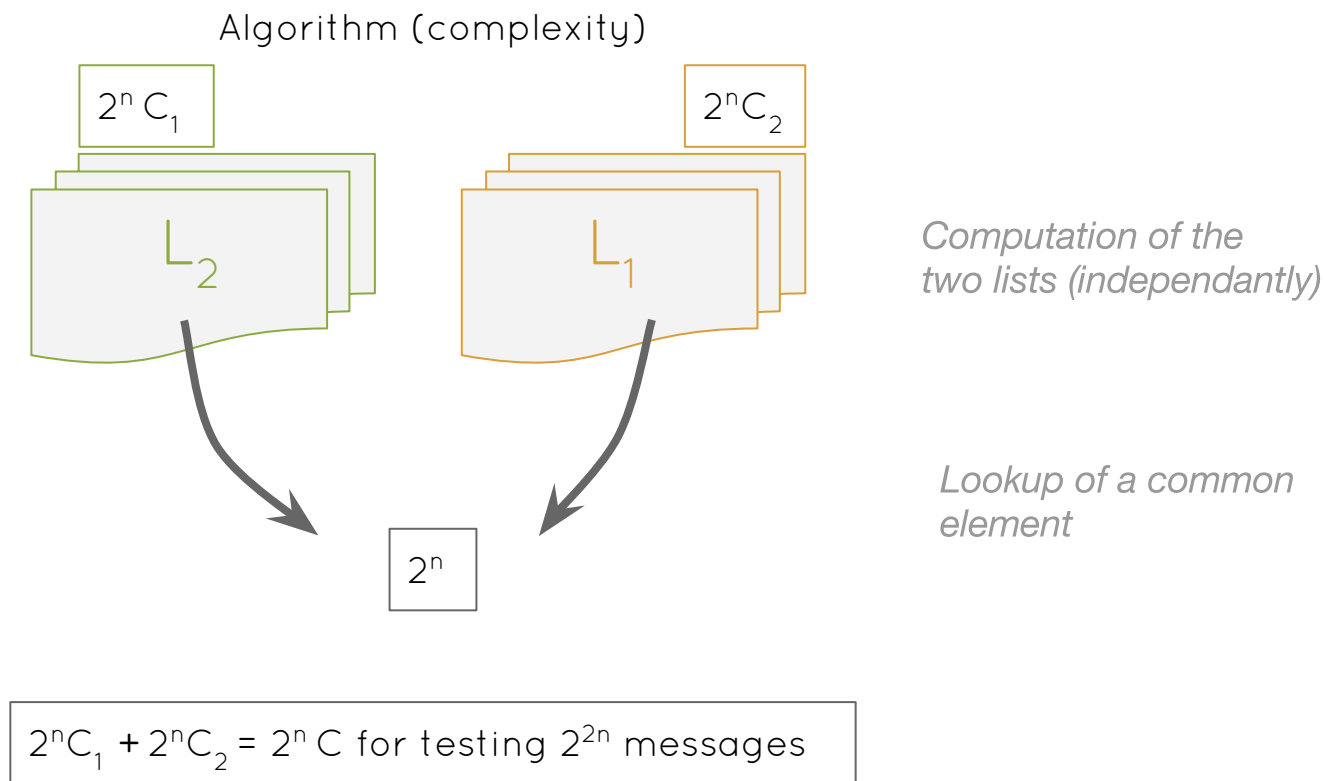 Algorithm (complexity)
2ⁿ C₁
2ⁿC₂
L₂
L₁
Computation of the
two lists (independantly)
Lookup of a common
element
2ⁿ
2ⁿC₁ + 2ⁿC₂ = 2ⁿ C for testing 2²ⁿ messages